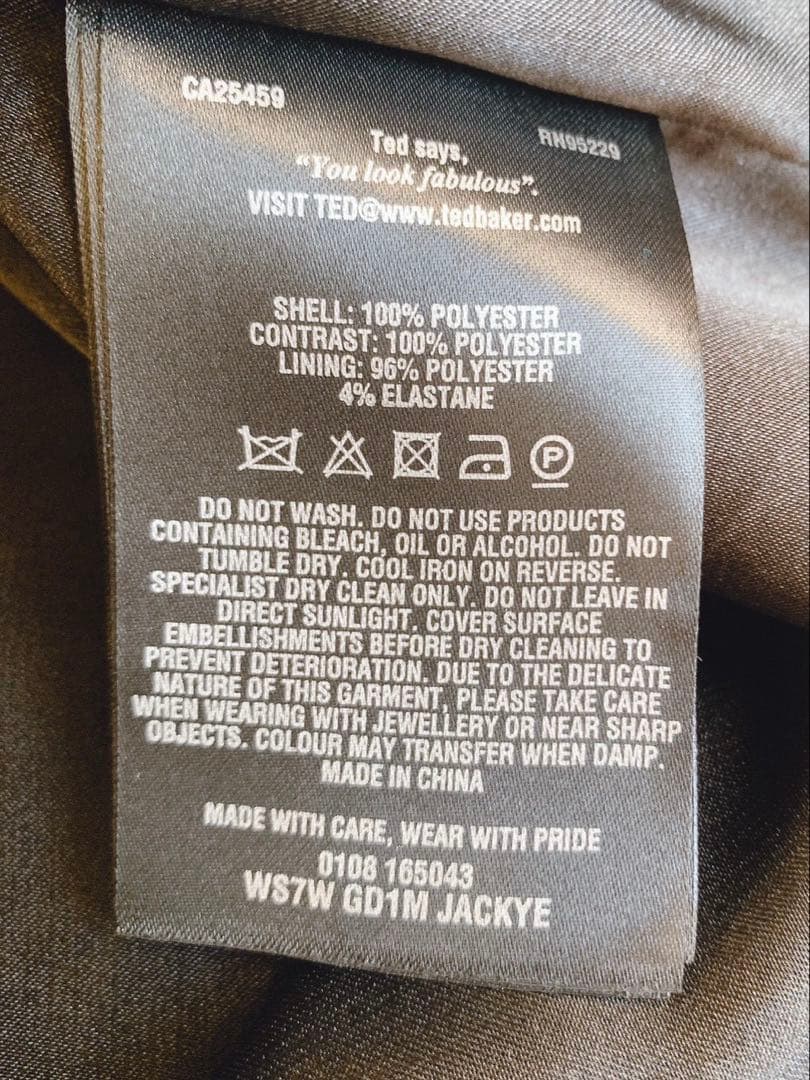 CA25459
RN95229
Ted says,
"You look fabulous".
VISIT TED@www.tedbaker.com
SHELL: 100% POLYESTER
CONTRAST: 100% POLYESTER
LINING: 96% POLYESTER
4% ELASTANE
P
DO NOT WASH. DO NOT USE PRODUCTS
CONTAINING BLEACH, OIL OR ALCOHOL. DO NOT
TUMBLE DRY. COOL IRON ON REVERSE.
SPECIALIST DRY CLEAN ONLY. DO NOT LEAVE IN
DIRECT SUNLIGHT. COVER SURFACE
EMBELLISHMENTS BEFORE DRY CLEANING TO
PREVENT DETERIORATION. DUE TO THE DELICATE
NATURE OF THIS GARMENT, PLEASE TAKE CARE
WHEN WEARING WITH JEWELLERY OR NEAR SHARP
OBJECTS. COLOUR MAY TRANSFER WHEN DAMP.
MADE IN CHINA
MADE WITH CARE, WEAR WITH PRIDE
0108 165043
WS7W GD1M JACKYE